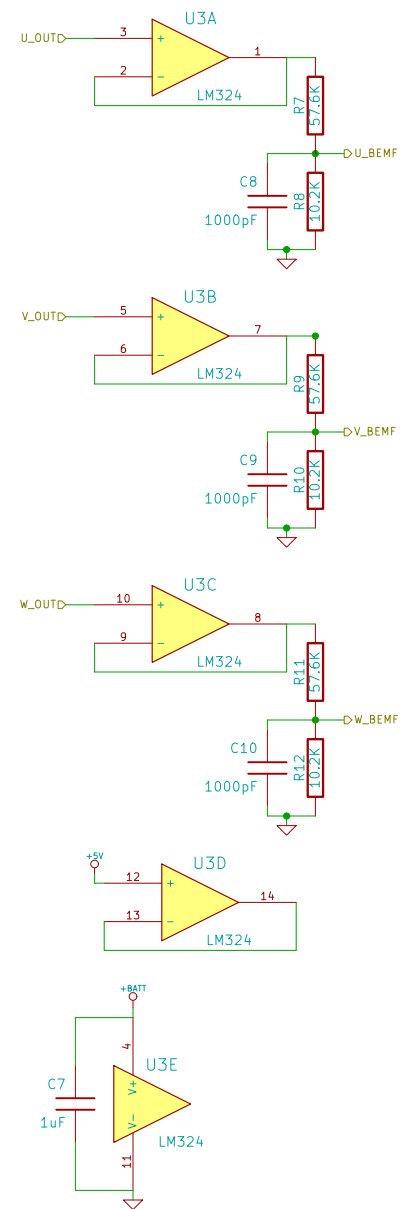 U3A
U_OUT
3
+
1
2
−
LM324
R7
57.6K
U_BEMF
C8
1000pF
R8
10.2K
U3B
V_OUT
5
+
7
6
−
LM324
R9
57.6K
V_BEMF
C9
1000pF
R10
10.2K
U3C
W_OUT
10
+
8
9
−
LM324
R11
57.6K
W_BEMF
C10
1000pF
R12
10.2K
+5V
U3D
12
+
14
13
−
LM324
+BATT
4
U3E
C7
1uF
V+
V−
11
LM324